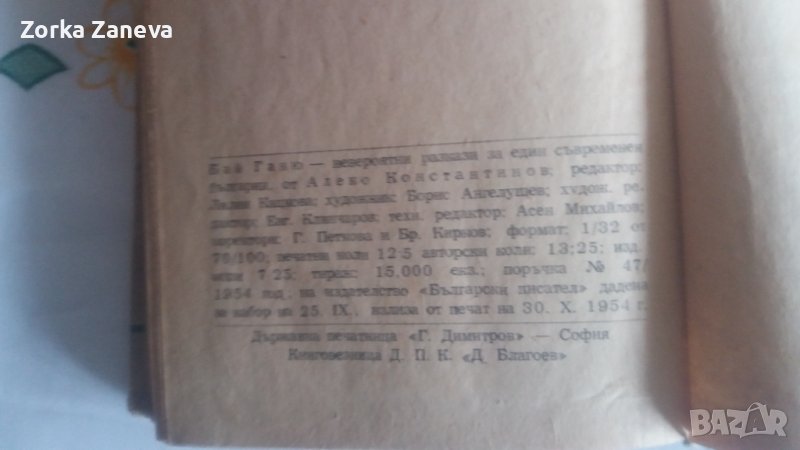 Zorka Zaneva
Бай Ганю — невероятни разкази за един съвременен
българин, от Алеко Константинов; редактор:
художник: Борис Ангелушев; худож. ре-
дактор: Евг. Клинчаров; техн. редактор: Асен Михайлов;
коректори: Г. Петкова и Бр. Кирков; формат: 1/32 от
70/100; печатни коли 12·5 авторски коли: 13;25; изд.
коли 7·25; тираж: 15,000 екз.; поръчка № 47/
1954 год. на издателство «Български писател» дадена
за набор на 25. IX., излиза от печат на 30. X. 1954 г.
Държавна печатница «Г. Димитров» — София
Книговезница Д. П. К. «Д. Благоев»
BAZAR